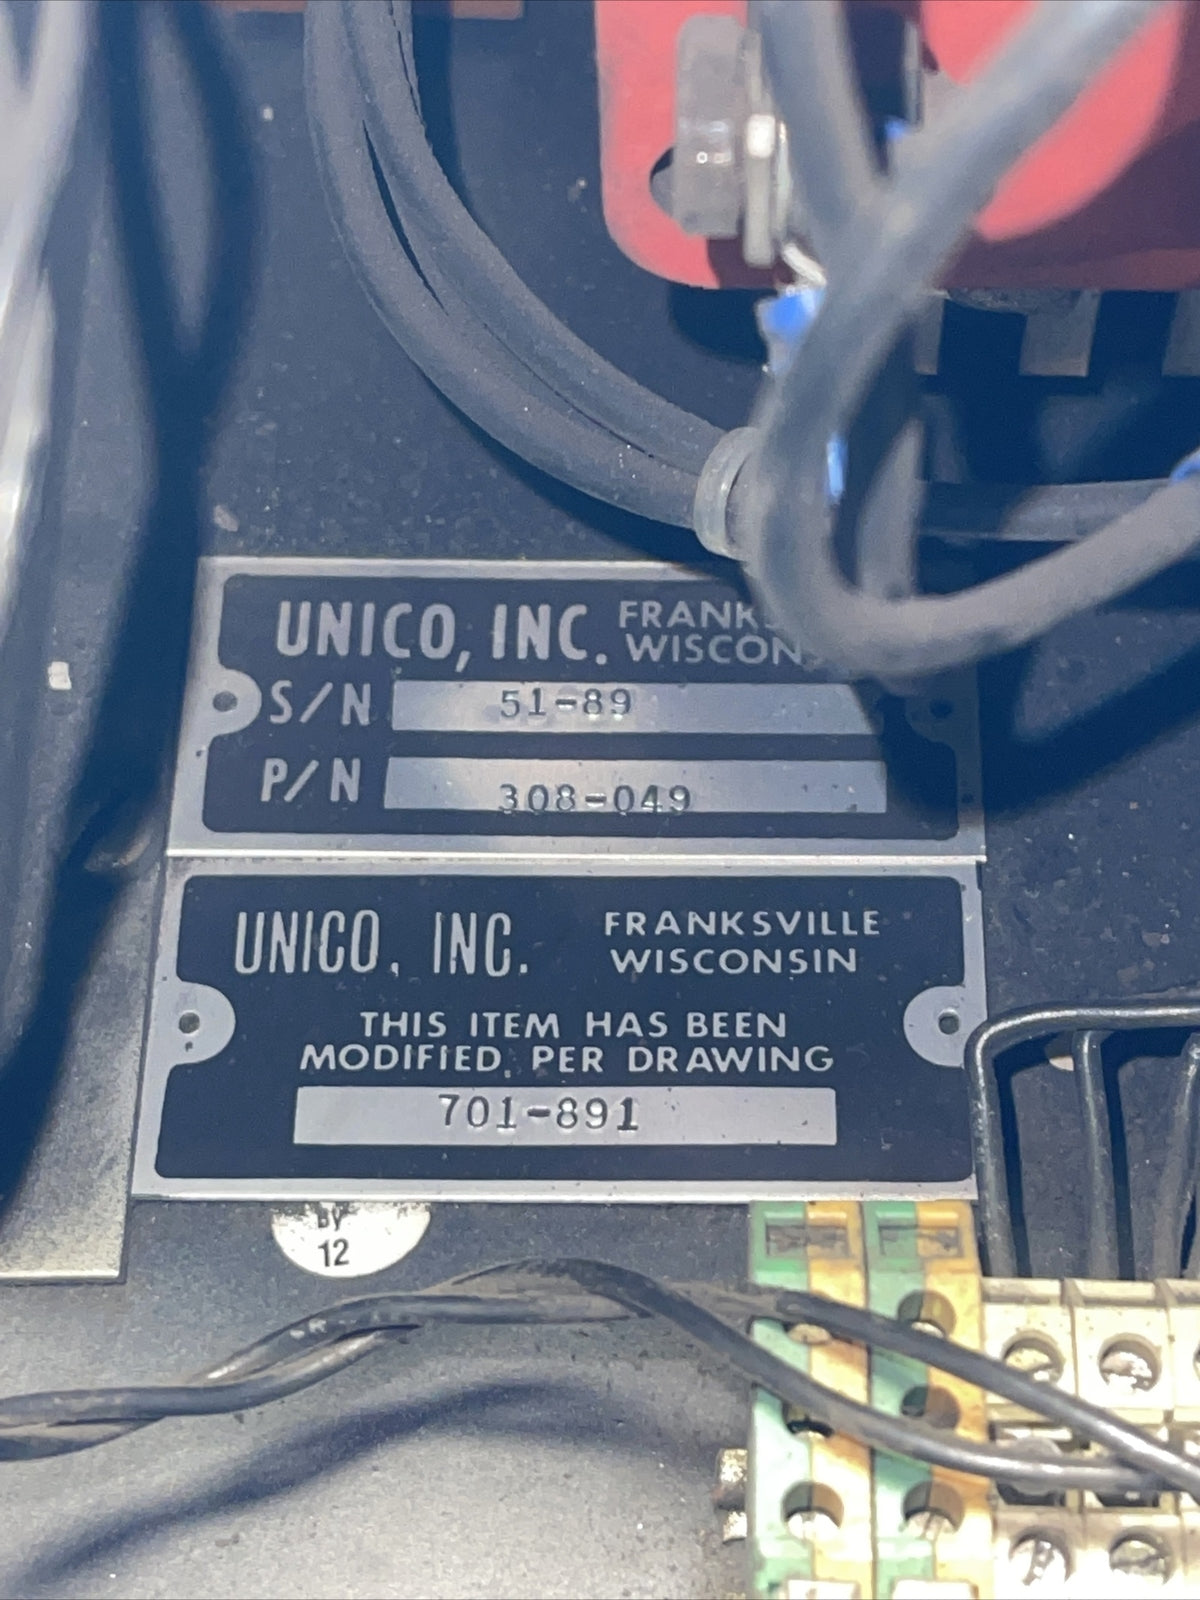 UNICO, INC. FRANKS
WISCON
S/N 51-89
P/N 308-049
UNICO, INC. FRANKSVILLE
WISCONSIN
THIS ITEM HAS BEEN
MODIFIED PER DRAWING
701-891
BY
12